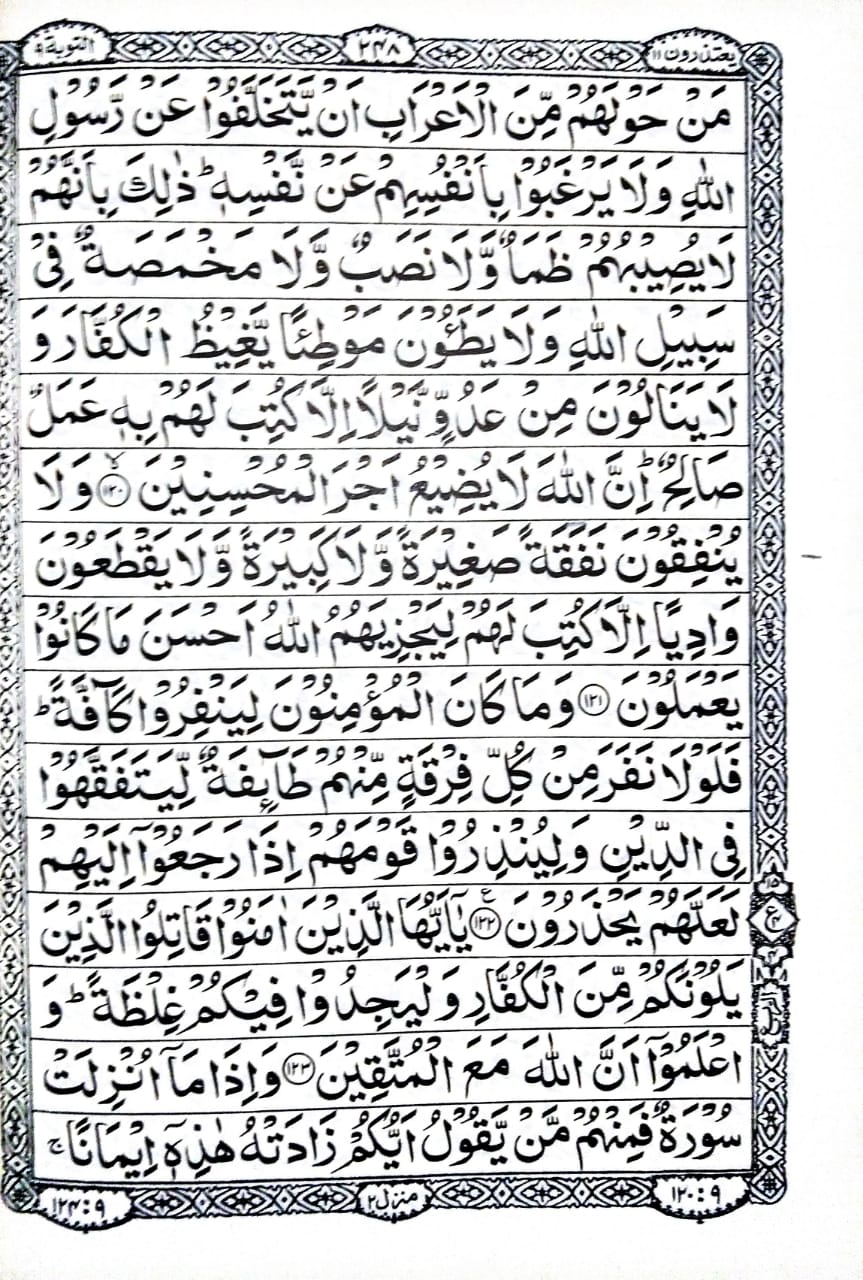 التوبة ٩
٢٤٨
يعتذرون ١١
مَنْ حَوْلَهُمْ مِّنَ الْاَعْرَابِ اَنْ يَّتَخَلَّفُوْا عَنْ رَّسُوْلِ
اللّٰهِ وَلَا يَرْغَبُوْا بِاَنْفُسِهِمْ عَنْ نَّفْسِهٖ ؕ ذٰلِكَ بِاَنَّهُمْ
لَا يُصِيْبُهُمْ ظَمَاٌ وَّلَا نَصَبٌ وَّلَا مَخْمَصَةٌ فِيْ
سَبِيْلِ اللّٰهِ وَلَا يَطَـُٔوْنَ مَوْطِئًا يَّغِيْظُ الْكُفَّارَ وَ
لَا يَنَالُوْنَ مِنْ عَدُوٍّ نَّيْلًا اِلَّا كُتِبَ لَهُمْ بِهٖ عَمَلٌ
صَالِحٌ ؕ اِنَّ اللّٰهَ لَا يُضِيْعُ اَجْرَ الْمُحْسِنِيْنَ ۙ﴿١٢٠﴾ وَلَا
يُنْفِقُوْنَ نَفَقَةً صَغِيْرَةً وَّلَا كَبِيْرَةً وَّلَا يَقْطَعُوْنَ
وَادِيًا اِلَّا كُتِبَ لَهُمْ لِيَجْزِيَهُمُ اللّٰهُ اَحْسَنَ مَا كَانُوْا
يَعْمَلُوْنَ ﴿١٢١﴾ وَمَا كَانَ الْمُؤْمِنُوْنَ لِيَنْفِرُوْا كَآفَّةً ؕ
فَلَوْلَا نَفَرَ مِنْ كُلِّ فِرْقَةٍ مِّنْهُمْ طَآئِفَةٌ لِّيَتَفَقَّهُوْا
فِي الدِّيْنِ وَلِيُنْذِرُوْا قَوْمَهُمْ اِذَا رَجَعُوْٓا اِلَيْهِمْ
لَعَلَّهُمْ يَحْذَرُوْنَ ﴿١٢٢﴾ع يٰٓاَيُّهَا الَّذِيْنَ اٰمَنُوْا قَاتِلُوا الَّذِيْنَ
يَلُوْنَكُمْ مِّنَ الْكُفَّارِ وَلْيَجِدُوْا فِيْكُمْ غِلْظَةً ؕ وَ
اعْلَمُوْٓا اَنَّ اللّٰهَ مَعَ الْمُتَّقِيْنَ ﴿١٢٣﴾ وَاِذَا مَآ اُنْزِلَتْ
سُوْرَةٌ فَمِنْهُمْ مَّنْ يَّقُوْلُ اَيُّكُمْ زَادَتْهُ هٰذِهٖٓ اِيْمَانًا ۚ
١٢٤:٩
منزل ٢
١٢٠:٩